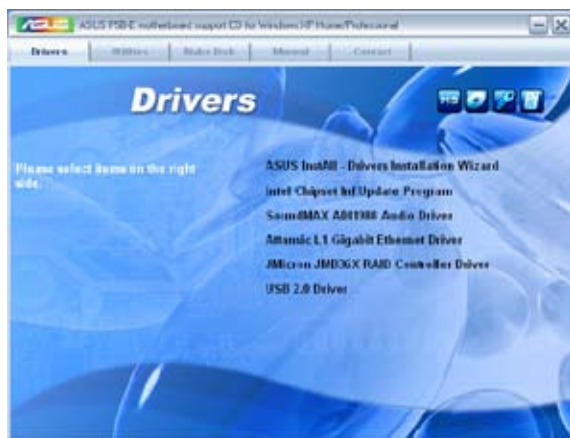 ASUS
ASUS P5B-E motherboard support CD for Windows XP Home/Professional
Drivers
Utilities
Make Disk
Manual
Contact
Drivers
Please select items on the right
side.
ASUS InstAll - Drivers Installation Wizard
Intel Chipset Inf Update Program
SoundMAX AD1988 Audio Driver
Attansic L1 Gigabit Ethernet Driver
JMicron JMB36X RAID Controller Driver
USB 2.0 Driver